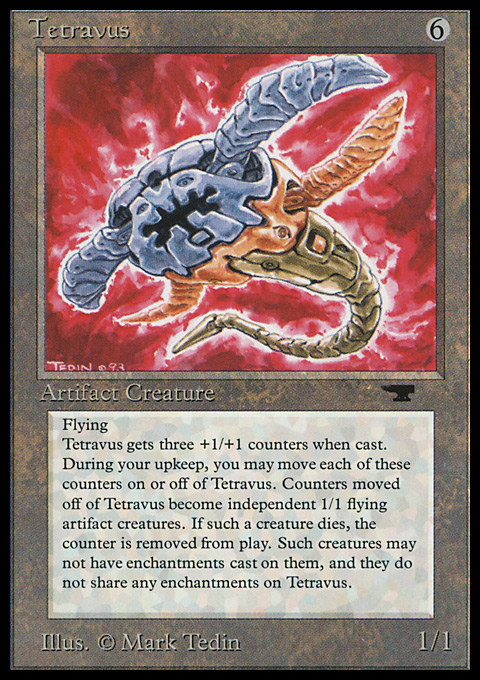 Tetravus 6
TEDIN ©93
Artifact Creature
Flying
Tetravus gets three +1/+1 counters when cast.
During your upkeep, you may move each of these
counters on or off of Tetravus. Counters moved
off of Tetravus become independent 1/1 flying
artifact creatures. If such a creature dies, the
counter is removed from play. Such creatures may
not have enchantments cast on them, and they do
not share any enchantments on Tetravus.
Illus. © Mark Tedin 1/1